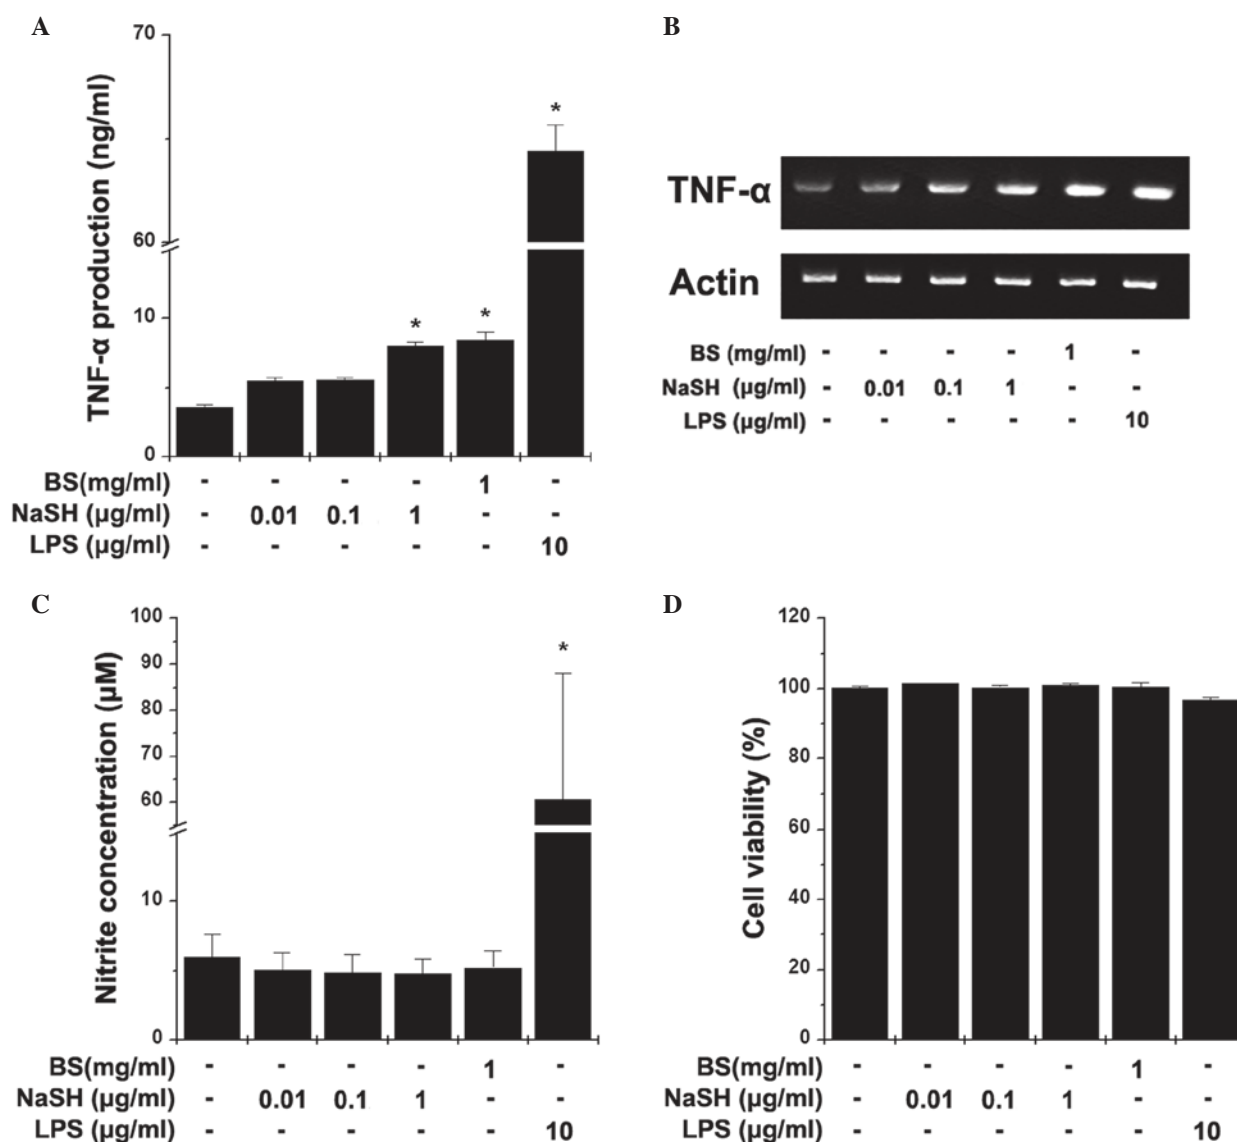 A
TNF-α production (ng/ml)
70
60
10
0
*
*
*
BS(mg/ml) - - - - 1 -
NaSH (μg/ml) - 0.01 0.1 1 - -
LPS (μg/ml) - - - - - 10
B
TNF-α
Actin
BS (mg/ml) - - - - 1 -
NaSH (μg/ml) - 0.01 0.1 1 - -
LPS (μg/ml) - - - - - 10
C
Nitrite concentration (μM)
100
90
80
70
60
10
0
*
BS(mg/ml) - - - - 1 -
NaSH (μg/ml) - 0.01 0.1 1 - -
LPS (μg/ml) - - - - - 10
D
Cell viability (%)
120
100
80
60
40
20
0
BS(mg/ml) - - - - 1 -
NaSH (μg/ml) - 0.01 0.1 1 - -
LPS (μg/ml) - - - - - 10